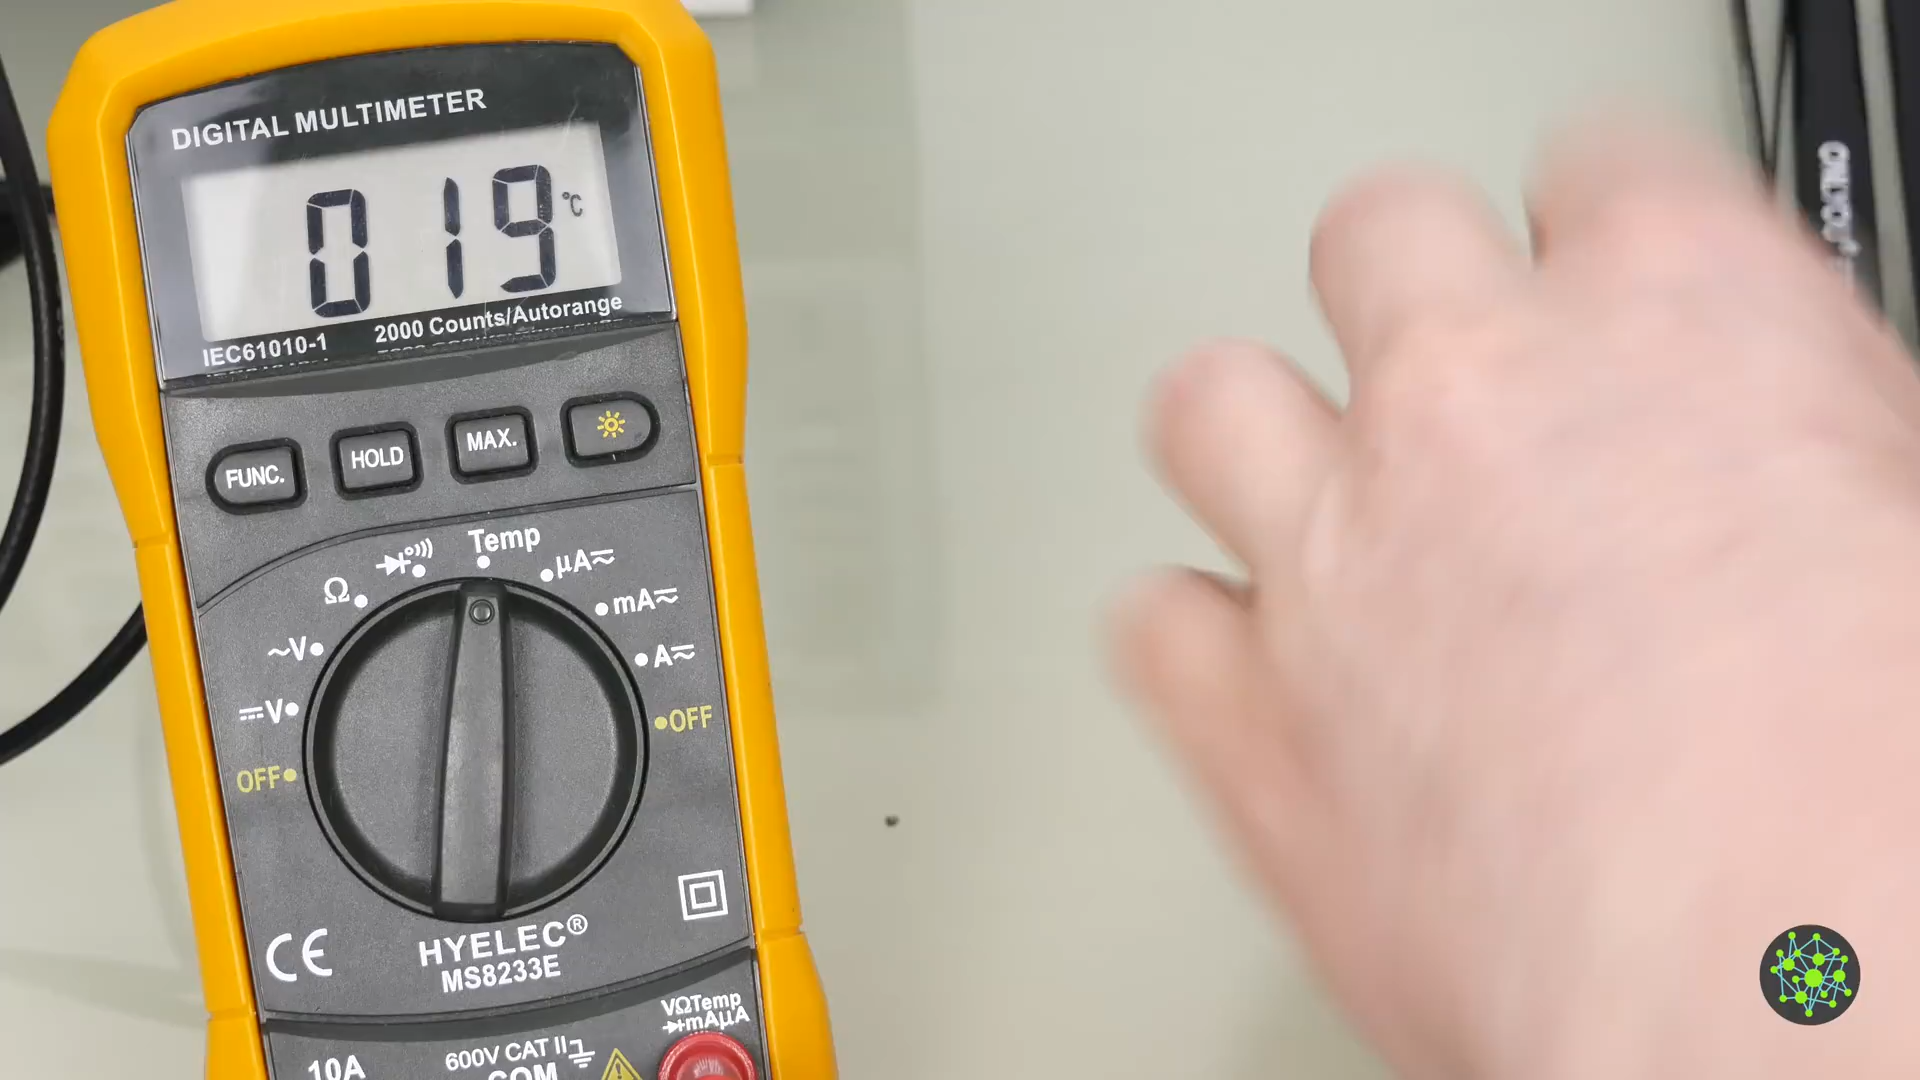 DIGITAL MULTIMETER
019 °C
IEC61010-1 2000 Counts/Autorange
FUNC. HOLD MAX.
Temp
μA
Ω
mA
~V
A
V
OFF
OFF
CE
HYELEC®
MS8233E
VΩTemp
mAμA
600V CAT II
10A
COM